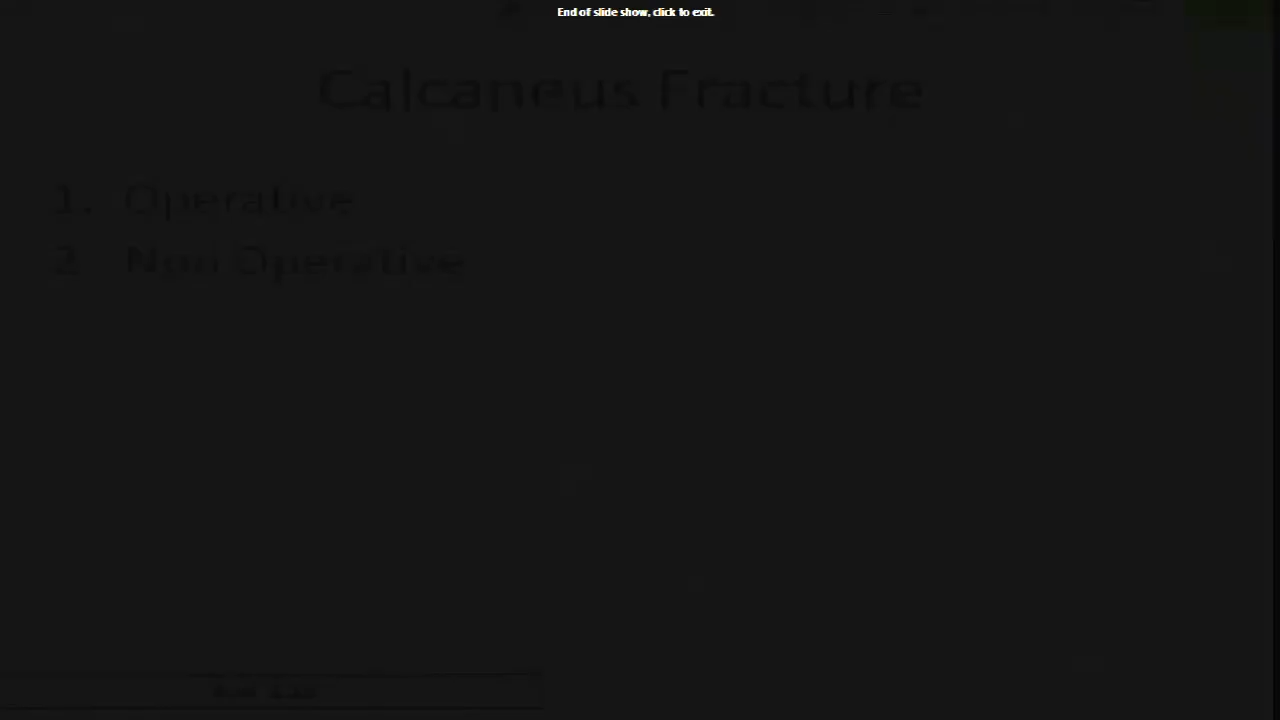 End of slide show, click to exit.
Calcaneus Fracture
1. Operative
2. Non Operative